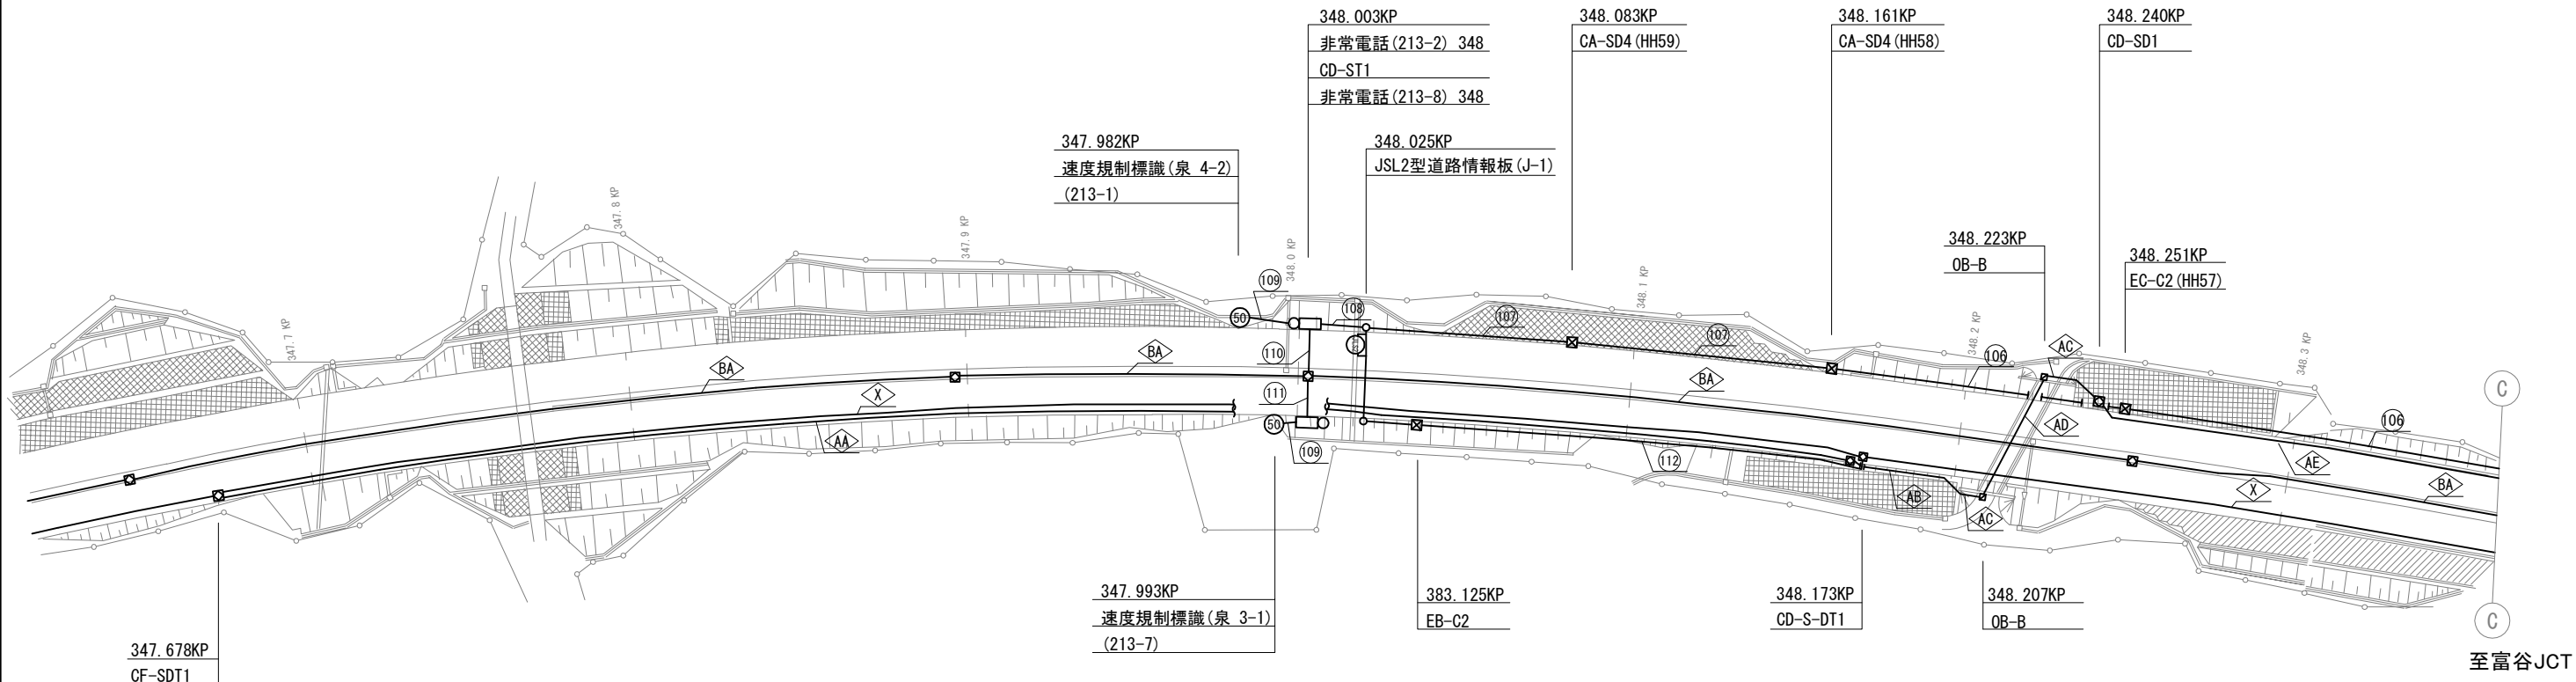 348.003KP
非常電話(213-2) 348
CD-ST1
非常電話(213-8) 348
348.083KP
CA-SD4(HH59)
348.161KP
CA-SD4(HH58)
348.240KP
CD-SD1
347.982KP
速度規制標識(泉 4-2)
(213-1)
348.025KP
JSL2型道路情報板(J-1)
348.223KP
OB-B
348.251KP
EC-C2(HH57)
347.7 KP
347.8 KP
347.9 KP
348.0 KP
348.1 KP
348.2 KP
348.3 KP
109
50
108
107
107
106
AC
110
BA
BA
BA
X
111
AA
50
109
112
AB
AC
AD
AE
106
BA
X
C
C
347.993KP
速度規制標識(泉 3-1)
(213-7)
383.125KP
EB-C2
348.173KP
CD-S-DT1
348.207KP
OB-B
347.678KP
CF-SDT1
至富谷JCT